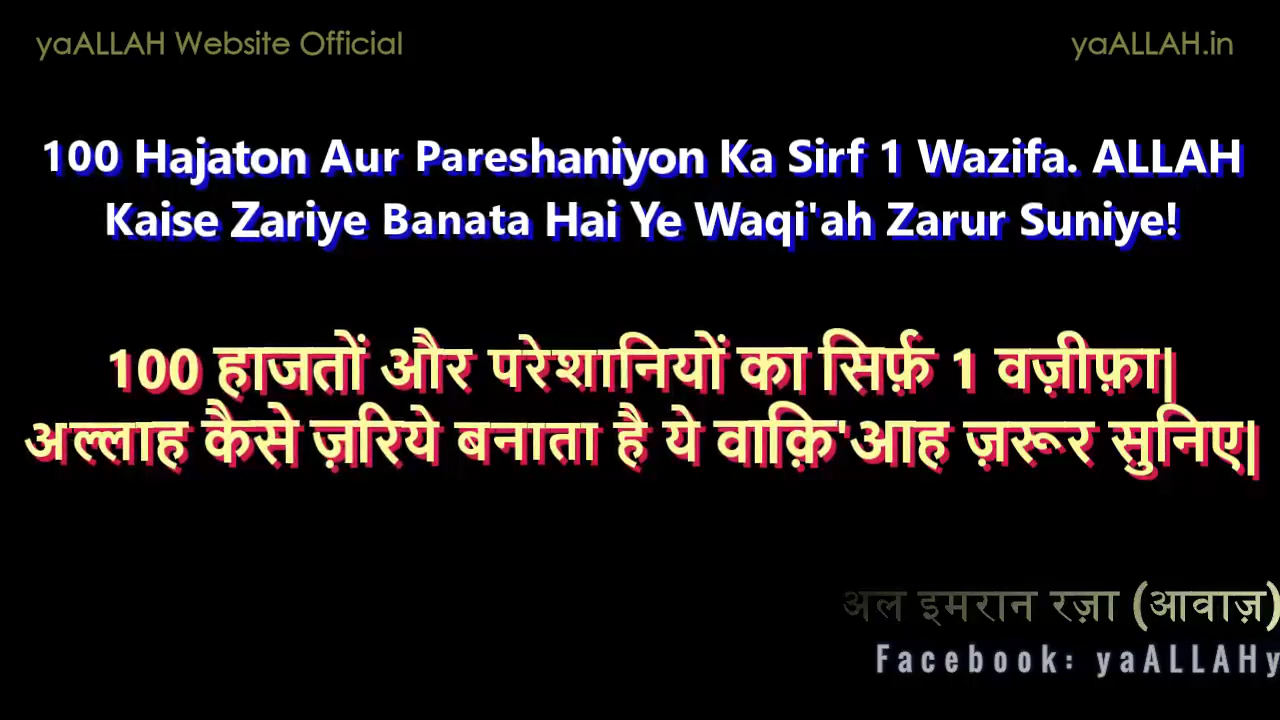 yaALLAH Website Official
yaALLAH.in
100 Hajaton Aur Pareshaniyon Ka Sirf 1 Wazifa. ALLAH
Kaise Zariye Banata Hai Ye Waqi'ah Zarur Suniye!
100 हाजतों और परेशानियों का सिर्फ़ 1 वज़ीफ़ा|
अल्लाह कैसे ज़रिये बनाता है ये वाक़ि'आह ज़रूर सुनिए|
अल इमरान रज़ा (आवाज़)
Facebook: yaALLAHy